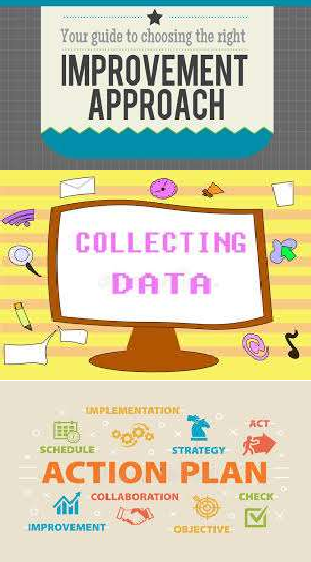 Your guide to choosing the right
IMPROVEMENT
APPROACH
COLLECTING
DATA
IMPLEMENTATION
ACT
SCHEDULE
STRATEGY
ACTION PLAN
COLLABORATION
CHECK
IMPROVEMENT
OBJECTIVE